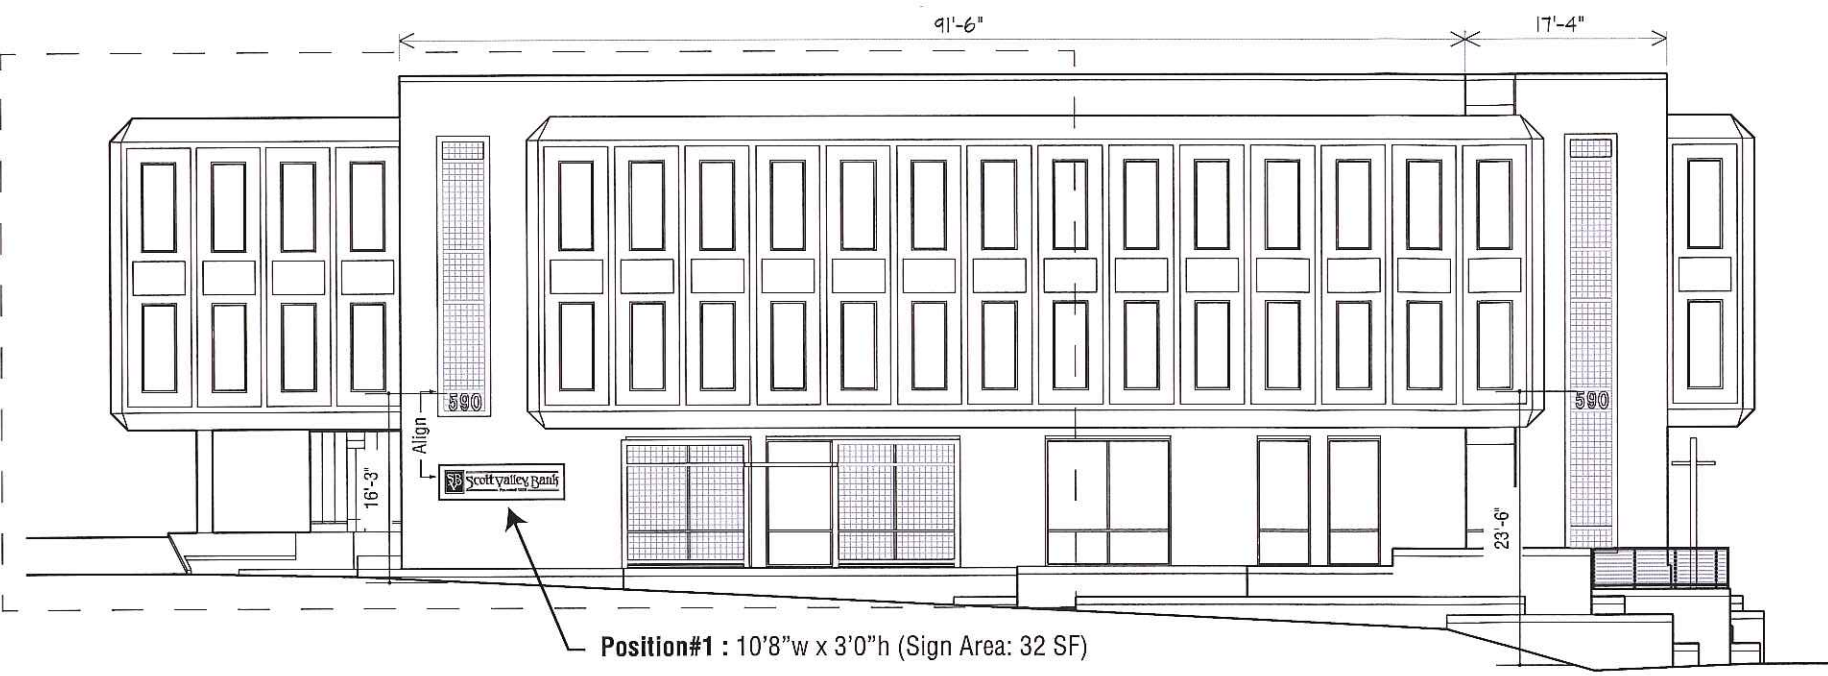 91'-6"
17'-4"
590
590
Align
SVB
Scott Valley Bank
16'-3"
23'-6"
Position#1 : 10'8"w x 3'0"h (Sign Area: 32 SF)